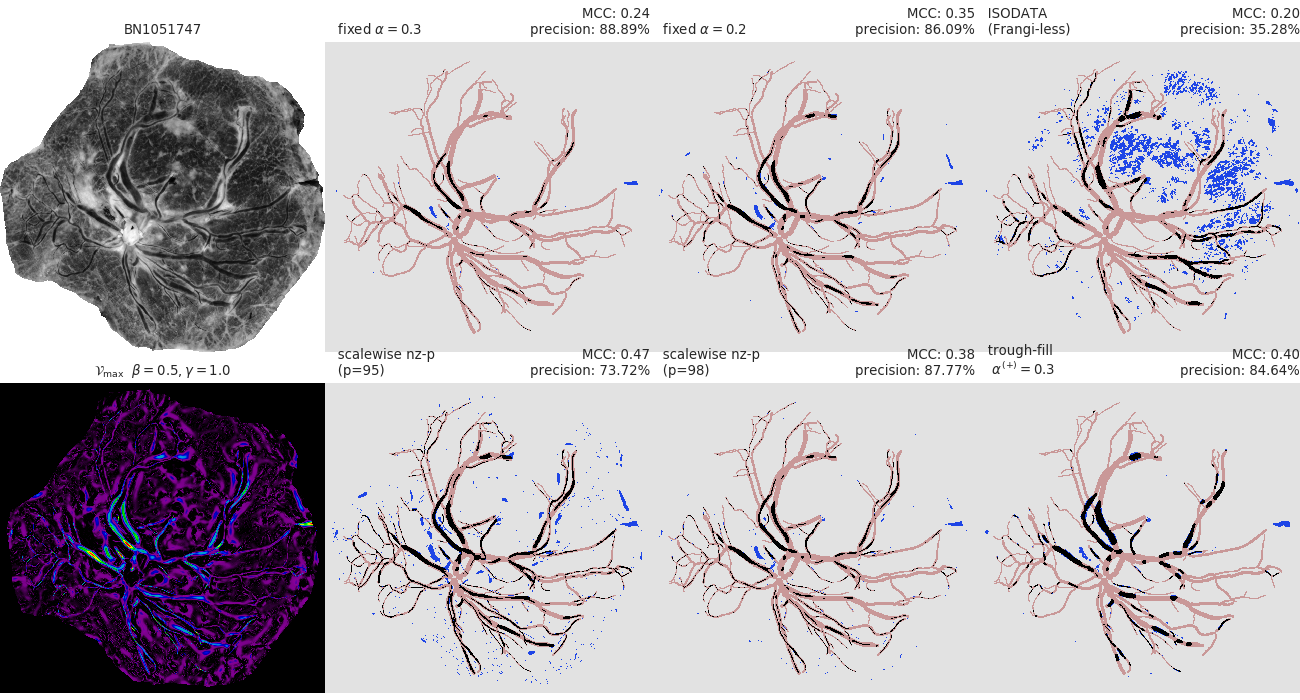 BN1051747
fixed α = 0.3
MCC: 0.24
precision: 88.89%
fixed α = 0.2
MCC: 0.35
precision: 86.09%
ISODATA
(Frangi-less)
MCC: 0.20
precision: 35.28%
𝒱max β = 0.5, γ = 1.0
scalewise nz-p
(p=95)
MCC: 0.47
precision: 73.72%
scalewise nz-p
(p=98)
MCC: 0.38
precision: 87.77%
trough-fill
α⁽⁺⁾ = 0.3
MCC: 0.40
precision: 84.64%